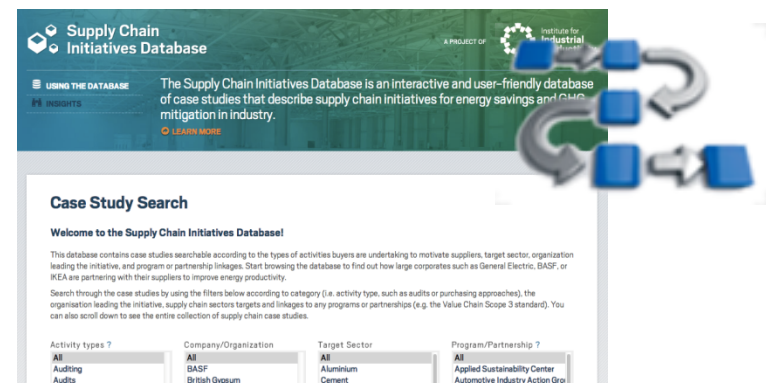 Supply Chain
Initiatives Database
A PROJECT OF
Institute for
Industrial
USING THE DATABASE
INSIGHTS
The Supply Chain Initiatives Database is an interactive and user-friendly database
of case studies that describe supply chain initiatives for energy savings and GHG
mitigation in industry.
LEARN MORE
Case Study Search
Welcome to the Supply Chain Initiatives Database!
This database contains case studies searchable according to the types of activities buyers are undertaking to motivate suppliers, target sector, organization
leading the initiative, and program or partnership linkages. Start browsing the database to find out how large corporates such as General Electric, BASF, or
IKEA are partnering with their suppliers to improve energy productivity.
Search through the case studies by using the filters below according to category (i.e. activity type, such as audits or purchasing approaches), the
organisation leading the initiative, supply chain sectors targets and linkages to any programs or partnerships (e.g. the Value Chain Scope 3 standard). You
can also scroll down to see the entire collection of supply chain case studies.
Activity types ? Company/Organization Target Sector Program/Partnership ?
All All All All
Auditing BASF Aluminium Applied Sustainability Center
Audits British Gypsum Cement Automotive Industry Action Gro